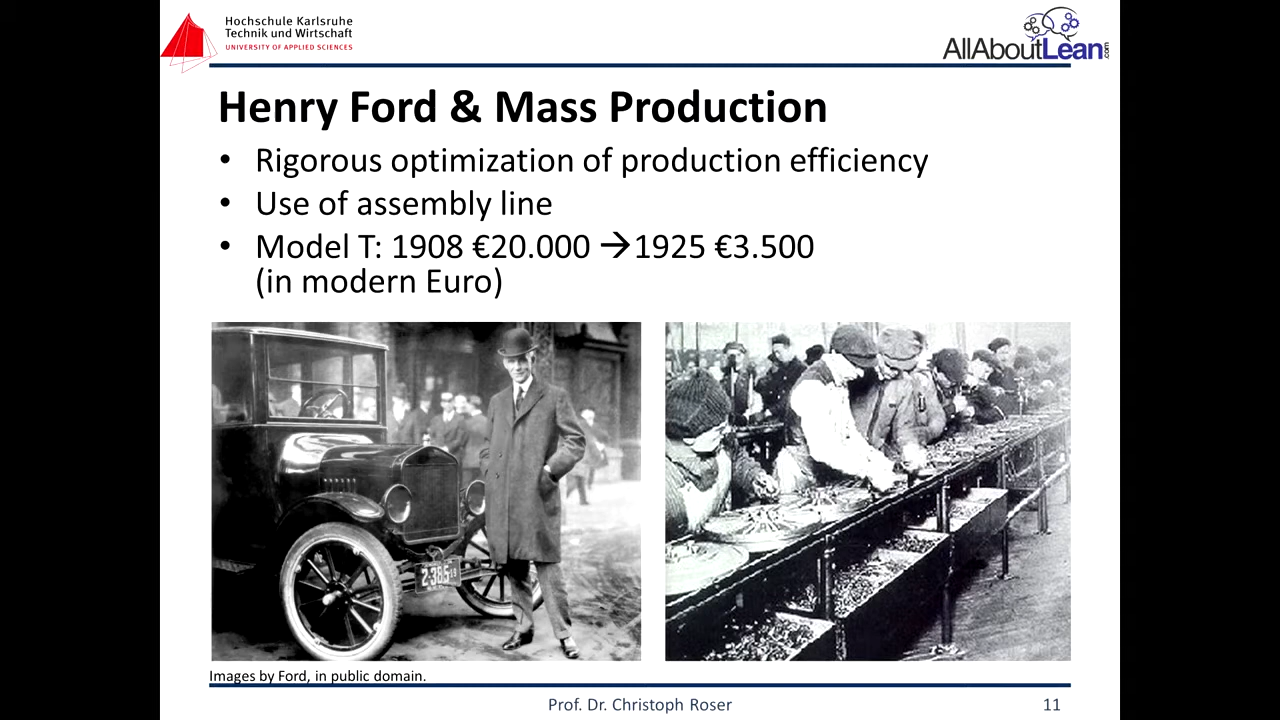 Hochschule Karlsruhe
Technik und Wirtschaft
UNIVERSITY OF APPLIED SCIENCES
AllAboutLean.com
Henry Ford & Mass Production
• Rigorous optimization of production efficiency
• Use of assembly line
• Model T: 1908 €20.000 →1925 €3.500
(in modern Euro)
2·385
Images by Ford, in public domain.
Prof. Dr. Christoph Roser
11